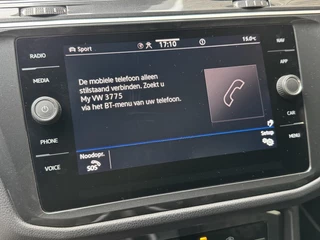 RADIO
MEDIA
PHONE
VOICE
Sport
17:10
15.0°C
De mobiele telefoon alleen
stilstaand verbinden. Zoekt u
My VW 3775
via het BT-menu van uw telefoon.
Noodopr.
SOS
Setup
NAV
APP
CAR
MENU